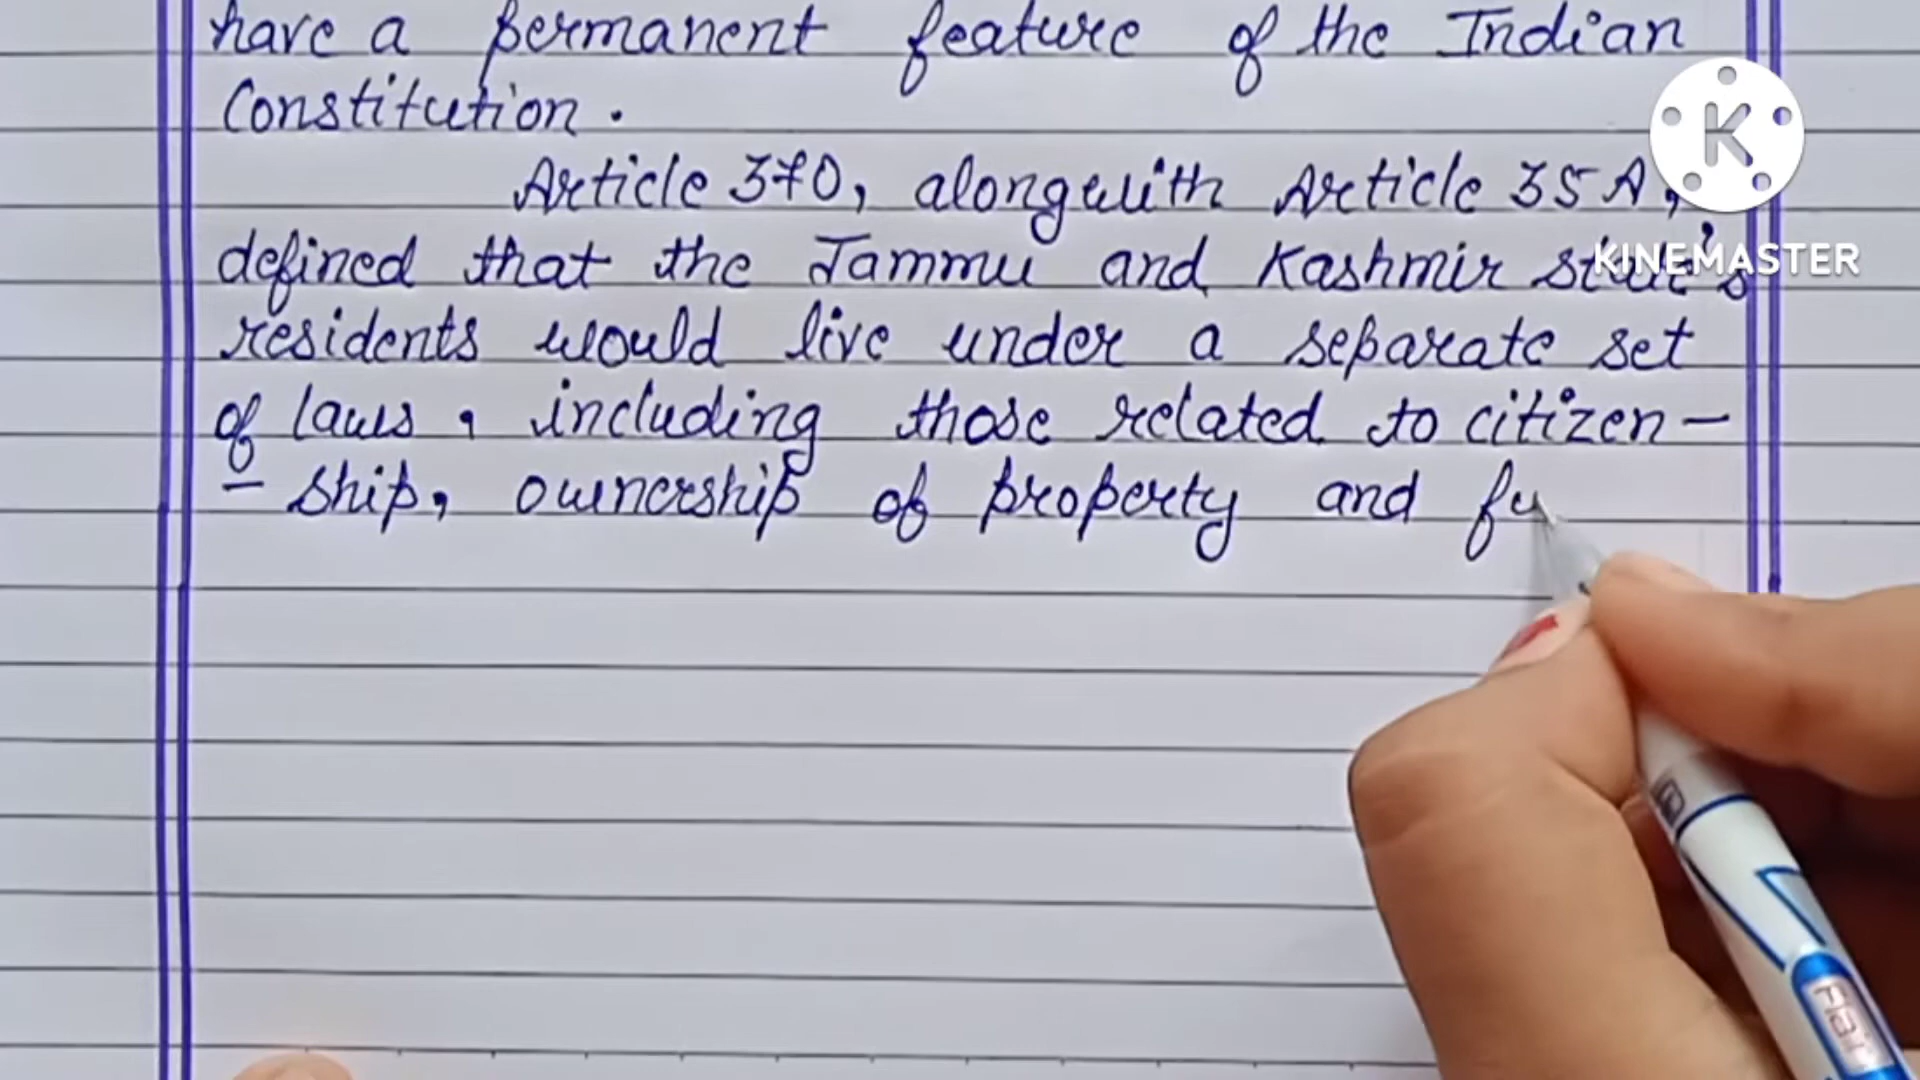 have a permanent feature of the Indian
Constitution.
Article 370, alongwith Article 35A,
defined that the Jammu and Kashmir state's
residents would live under a separate set
of laws, including those related to citizen-
- ship, ownership of property and fu
K
KINEMASTER